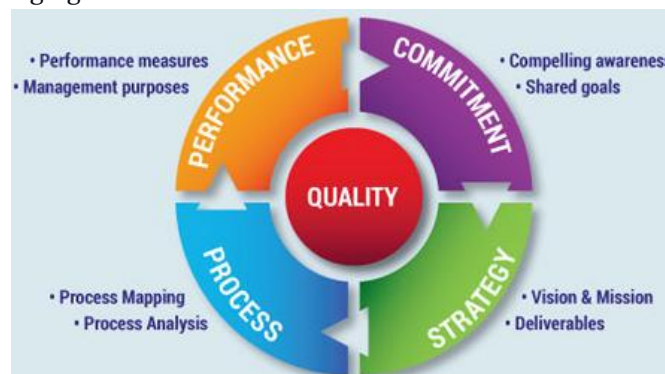 PERFORMANCE
• Performance measures
• Management purposes
COMMITMENT
• Compelling awareness
• Shared goals
QUALITY
PROCESS
• Process Mapping
• Process Analysis
STRATEGY
• Vision & Mission
• Deliverables